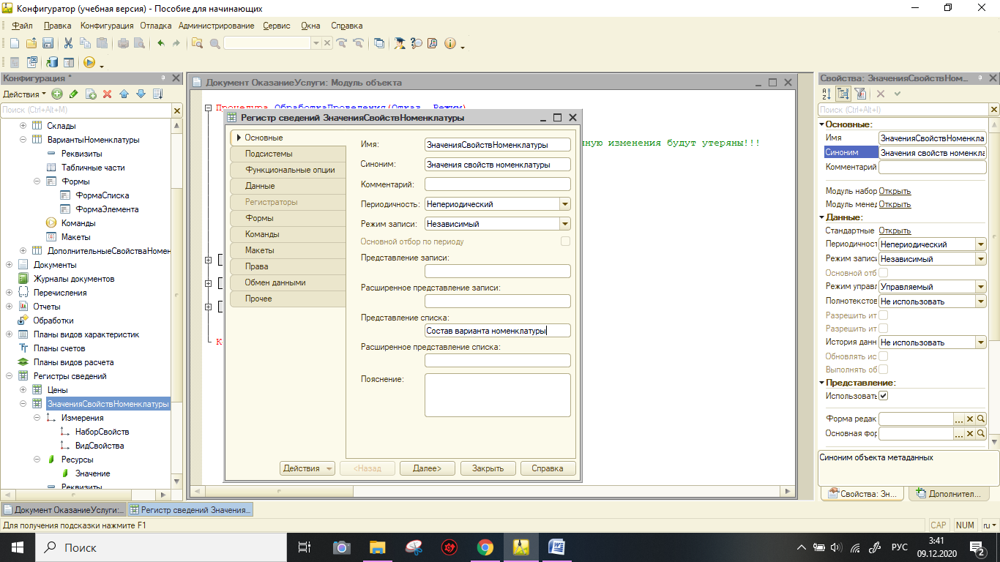 Конфигуратор (учебная версия) - Пособие для начинающих
Файл Правка Конфигурация Отладка Администрирование Сервис Окна Справка
Конфигурация *
Действия
Поиск (Ctrl+Alt+M)
Склады
ВариантыНоменклатуры
Реквизиты
Табличные части
Формы
ФормаСписка
ФормаЭлемента
Команды
Макеты
ДополнительныеСвойстваНомен
Документы
Журналы документов
Перечисления
Отчеты
Обработки
Планы видов характеристик
Планы счетов
Планы видов расчета
Регистры сведений
Цены
ЗначенияСвойствНоменклатуры
Измерения
НаборСвойств
ВидСвойства
Ресурсы
Значение
Реквизиты
Документ ОказаниеУслуги: Модуль объекта
Процедура ОбработкаПроведения(Отказ, Режим)
ную изменения будут утеряны!!!
К
Регистр сведений ЗначенияСвойствНоменклатуры
Основные
Подсистемы
Функциональные опции
Данные
Регистраторы
Формы
Команды
Макеты
Права
Обмен данными
Прочее
Имя: ЗначенияСвойствНоменклатуры
Синоним: Значения свойств номенклатуры
Комментарий:
Периодичность: Непериодический
Режим записи: Независимый
Основной отбор по периоду
Представление записи:
Расширенное представление записи:
Представление списка:
Состав варианта номенклатуры
Расширенное представление списка:
Пояснение:
Действия <Назад Далее> Закрыть Справка
Свойства: ЗначенияСвойствНом...
Поиск (Ctrl+Alt+I)
Основные:
Имя ЗначенияСвойствНоменкла
Синоним Значения свойств номенкла
Комментарий
Модуль набор Открыть
Модуль менед Открыть
Данные:
Стандартные Открыть
Периодичност Непериодический
Режим записи Независимый
Основной отб
Режим управл Управляемый
Полнотекстов Не использовать
Разрешить ит
Разрешить ит
История данн Не использовать
Обновлять ис
Выполнять об
Представление:
Использовать
Форма редак ...
Основная фор ...
Синоним объекта метаданных
Свойства: Зн... Дополнител...
Документ ОказаниеУслуги:... Регистр сведений Значения...
Для получения подсказки нажмите F1
CAP NUM ru
Поиск
РУС
3:41
09.12.2020
2